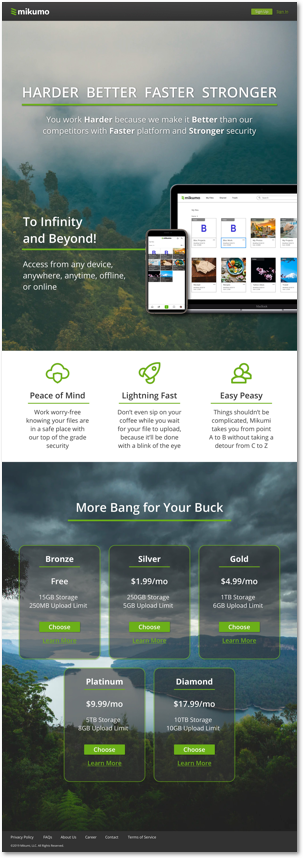 mikumo
Sign Up Sign In
HARDER BETTER FASTER STRONGER
You work Harder because we make it Better than our
competitors with Faster platform and Stronger security
To Infinity
and Beyond!
Access from any device,
anywhere, anytime, offline,
or online
B B
B
Peace of Mind
Work worry-free
knowing your files are
in a safe place with
our top of the grade
security
Lightning Fast
Don't even sip on your
coffee while you wait
for your file to upload,
because it'll be done
with a blink of the eye
Easy Peasy
Things shouldn't be
complicated, Mikumi
takes you from point
A to B without taking a
detour from C to Z
More Bang for Your Buck
Bronze
Free
15GB Storage
250MB Upload Limit
Choose
Learn More
Silver
$1.99/mo
250GB Storage
5GB Upload Limit
Choose
Learn More
Gold
$4.99/mo
1TB Storage
6GB Upload Limit
Choose
Learn More
Platinum
$9.99/mo
5TB Storage
8GB Upload Limit
Choose
Learn More
Diamond
$17.99/mo
10TB Storage
10GB Upload Limit
Choose
Learn More
Privacy Policy FAQs About Us Career Contact Terms of Service
©2019 Mikumo, LLC. All Rights Reserved